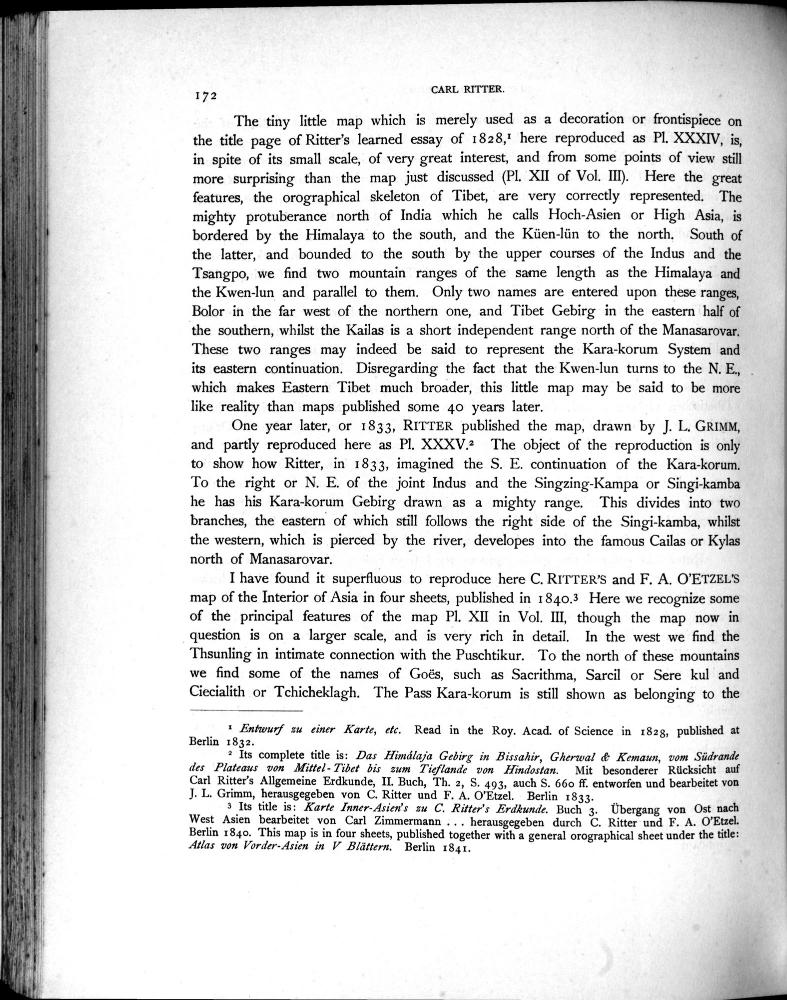 172
CARL RITTER.
The tiny little map which is merely used as a decoration or frontispiece on
the title page of Ritter's learned essay of 1828,¹ here reproduced as Pl. XXXIV, is,
in spite of its small scale, of very great interest, and from some points of view still
more surprising than the map just discussed (Pl. XII of Vol. III). Here the great
features, the orographical skeleton of Tibet, are very correctly represented. The
mighty protuberance north of India which he calls Hoch-Asien or High Asia, is
bordered by the Himalaya to the south, and the Küen-lün to the north. South of
the latter, and bounded to the south by the upper courses of the Indus and the
Tsangpo, we find two mountain ranges of the same length as the Himalaya and
the Kwen-lun and parallel to them. Only two names are entered upon these ranges,
Bolor in the far west of the northern one, and Tibet Gebirg in the eastern half of
the southern, whilst the Kailas is a short independent range north of the Manasarovar.
These two ranges may indeed be said to represent the Kara-korum System and
its eastern continuation. Disregarding the fact that the Kwen-lun turns to the N. E.,
which makes Eastern Tibet much broader, this little map may be said to be more
like reality than maps published some 40 years later.
One year later, or 1833, RITTER published the map, drawn by J. L. GRIMM,
and partly reproduced here as Pl. XXXV.² The object of the reproduction is only
to show how Ritter, in 1833, imagined the S. E. continuation of the Kara-korum.
To the right or N. E. of the joint Indus and the Singzing-Kampa or Singi-kamba
he has his Kara-korum Gebirg drawn as a mighty range. This divides into two
branches, the eastern of which still follows the right side of the Singi-kamba, whilst
the western, which is pierced by the river, developes into the famous Cailas or Kylas
north of Manasarovar.
I have found it superfluous to reproduce here C. RITTER'S and F. A. O'ETZEL'S
map of the Interior of Asia in four sheets, published in 1840.³ Here we recognize some
of the principal features of the map Pl. XII in Vol. III, though the map now in
question is on a larger scale, and is very rich in detail. In the west we find the
Thsunling in intimate connection with the Puschtikur. To the north of these mountains
we find some of the names of Goës, such as Sacrithma, Sarcil or Sere kul and
Ciecialith or Tchicheklagh. The Pass Kara-korum is still shown as belonging to the
¹ Entwurf zu einer Karte, etc. Read in the Roy. Acad. of Science in 1828, published at
Berlin 1832.
² Its complete title is: Das Himálaja Gebirg in Bissahir, Gherwal & Kemaun, vom Südrande
des Plateaus von Mittel-Tibet bis zum Tieflande von Hindostan. Mit besonderer Rücksicht auf
Carl Ritter's Allgemeine Erdkunde, II. Buch, Th. 2, S. 493, auch S. 660 ff. entworfen und bearbeitet von
J. L. Grimm, herausgegeben von C. Ritter und F. A. O'Etzel. Berlin 1833.
³ Its title is: Karte Inner-Asien's zu C. Ritter's Erdkunde. Buch 3. Übergang von Ost nach
West Asien bearbeitet von Carl Zimmermann . . . herausgegeben durch C. Ritter und F. A. O'Etzel.
Berlin 1840. This map is in four sheets, published together with a general orographical sheet under the title:
Atlas von Vorder-Asien in V Blättern. Berlin 1841.